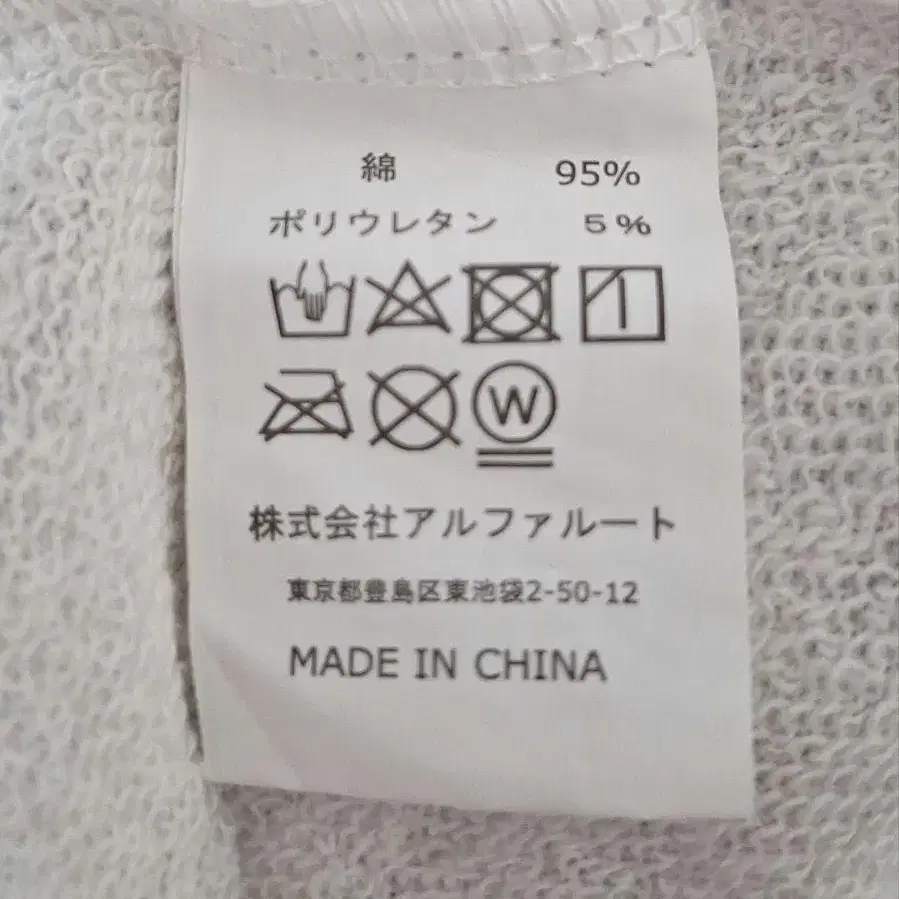 綿 95%
ポリウレタン 5%
W
株式会社アルファルート
東京都豊島区東池袋2-50-12
MADE IN CHINA